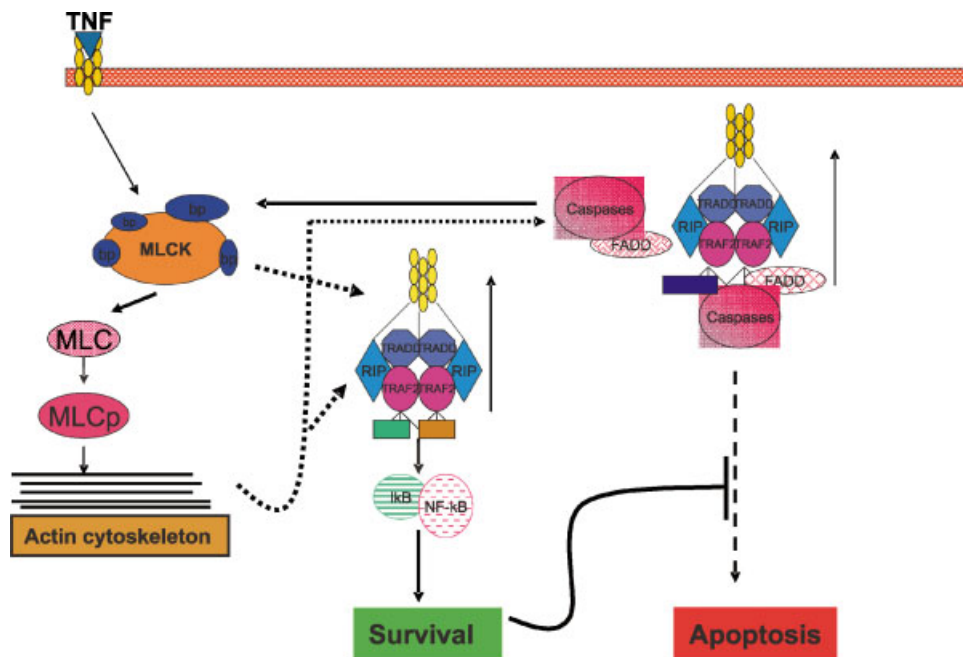 TNF
bp
bp
bp
bp
MLCK
MLC
MLCp
Actin cytoskeleton
Caspases
FADD
TRADD
TRADD
RIP
RIP
TRAF2
TRAF2
FADD
Caspases
TRADD
TRADD
RIP
RIP
TRAF2
TRAF2
IkB
NF-kB
Survival
Apoptosis